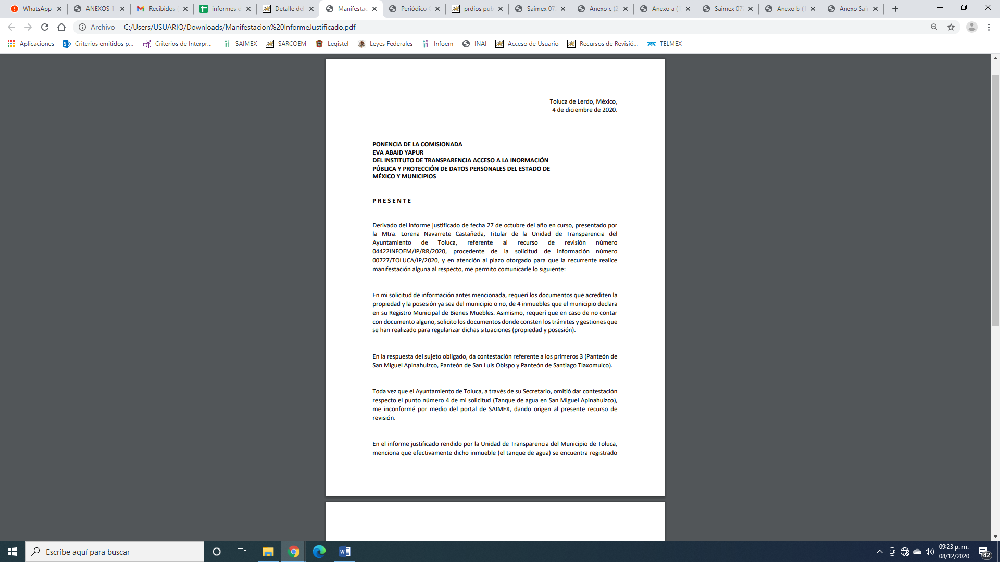 WhatsApp
ANEXOS 1
Recibidos
informes d
Detalle del
Manifestac
Periódico
prdios pub
Saimex 07
Anexo c (2
Anexo a (1
Saimex 07
Anexo b (1
Anexo Sai
Archivo
C:/Users/USUARIO/Downloads/Manifestacion%20InformeJustificado.pdf
Aplicaciones
Criterios emitidos p...
Criterios de Interpr...
SAIMEX
SARCOEM
Legistel
Leyes Federales
Infoem
INAI
Acceso de Usuario
Recursos de Revisió...
TELMEX
Toluca de Lerdo, México,
4 de diciembre de 2020.
PONENCIA DE LA COMISIONADA
EVA ABAID YAPUR
DEL INSTITUTO DE TRANSPARENCIA ACCESO A LA INORMACIÓN
PÚBLICA Y PROTECCIÓN DE DATOS PERSONALES DEL ESTADO DE
MÉXICO Y MUNICIPIOS
P R E S E N T E
Derivado del informe justificado de fecha 27 de octubre del año en curso, presentado por
la Mtra. Lorena Navarrete Castañeda, Titular de la Unidad de Transparencia del
Ayuntamiento de Toluca, referente al recurso de revisión número
04422INFOEM/IP/RR/2020, procedente de la solicitud de información número
00727/TOLUCA/IP/2020, y en atención al plazo otorgado para que la recurrente realice
manifestación alguna al respecto, me permito comunicarle lo siguiente:
En mi solicitud de información antes mencionada, requerí los documentos que acrediten la
propiedad y la posesión ya sea del municipio o no, de 4 inmuebles que el municipio declara
en su Registro Municipal de Bienes Muebles. Asimismo, requerí que en caso de no contar
con documento alguno, solicito los documentos donde consten los trámites y gestiones que
se han realizado para regularizar dichas situaciones (propiedad y posesión).
En la respuesta del sujeto obligado, da contestación referente a los primeros 3 (Panteón de
San Miguel Apinahuizco, Panteón de San Luis Obispo y Panteón de Santiago Tlaxomulco).
Toda vez que el Ayuntamiento de Toluca, a través de su Secretario, omitió dar contestación
respecto el punto número 4 de mi solicitud (Tanque de agua en San Miguel Apinahuizco),
me inconformé por medio del portal de SAIMEX, dando origen al presente recurso de
revisión.
En el informe justificado rendido por la Unidad de Transparencia del Municipio de Toluca,
menciona que efectivamente dicho inmueble (el tanque de agua) se encuentra registrado
Escribe aquí para buscar
09:23 p. m.
08/12/2020
42